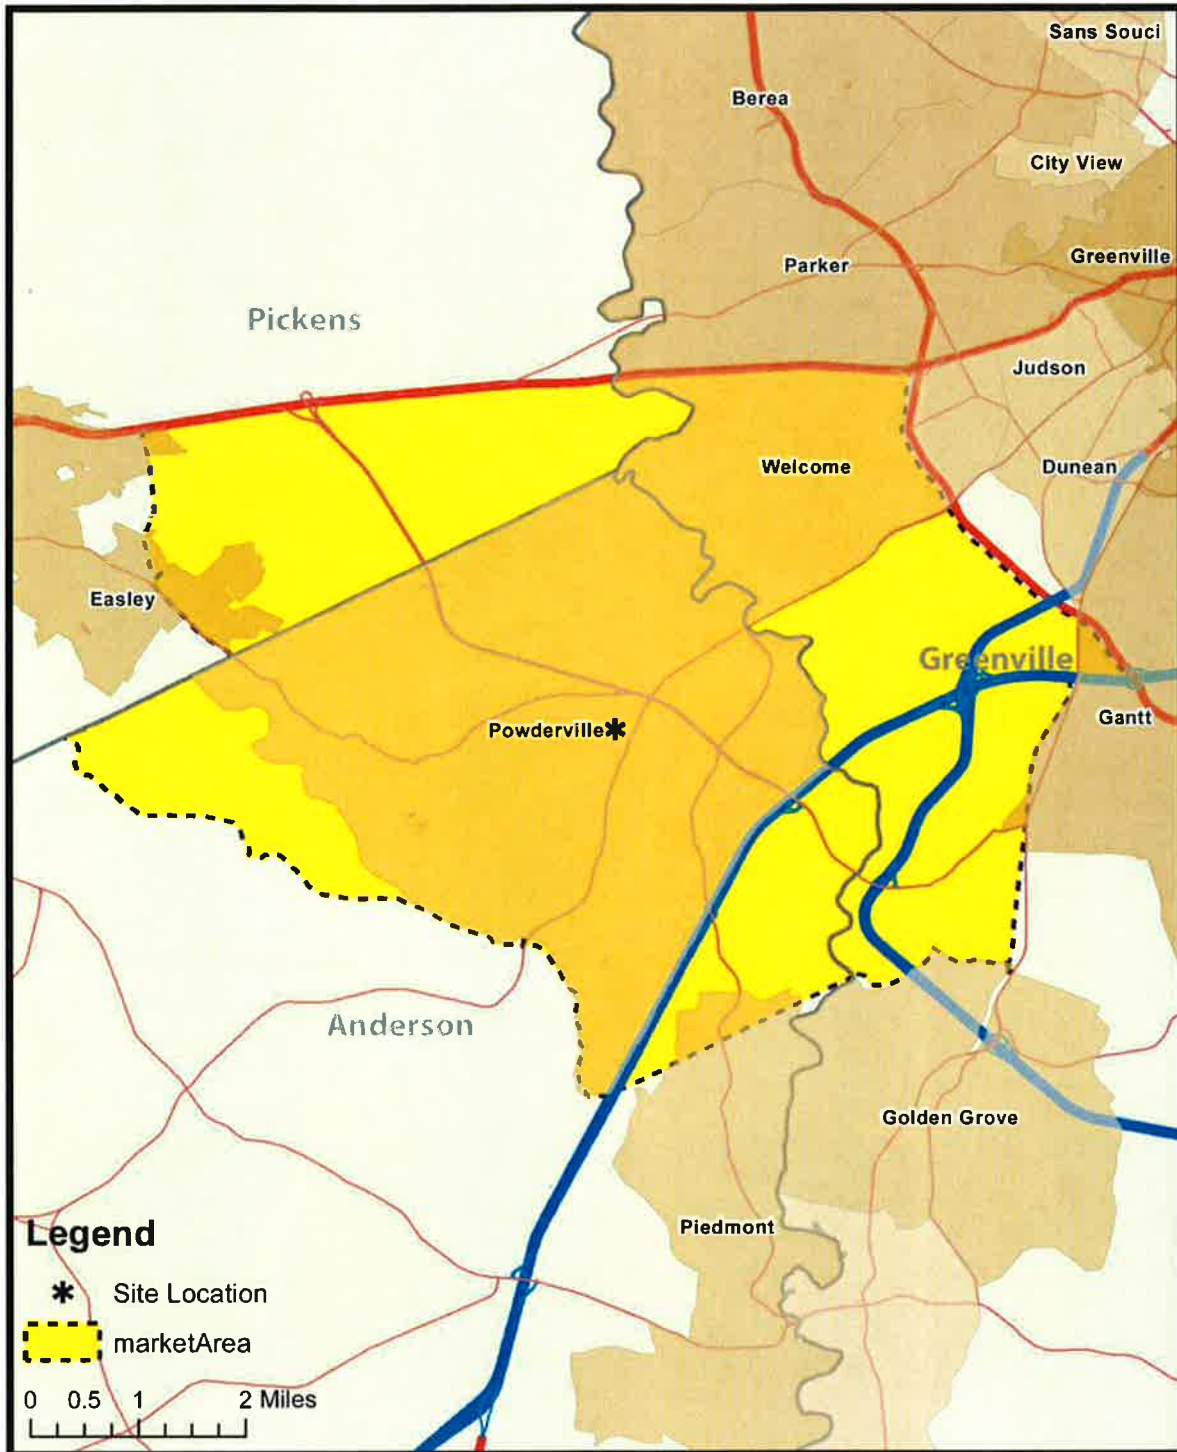 Sans Souci
Berea
City View
Greenville
Parker
Pickens
Judson
Welcome
Dunean
Easley
Greenville
Gantt
Powderville
Anderson
Golden Grove
Piedmont
Legend
Site Location
marketArea
0 0.5 1 2 Miles